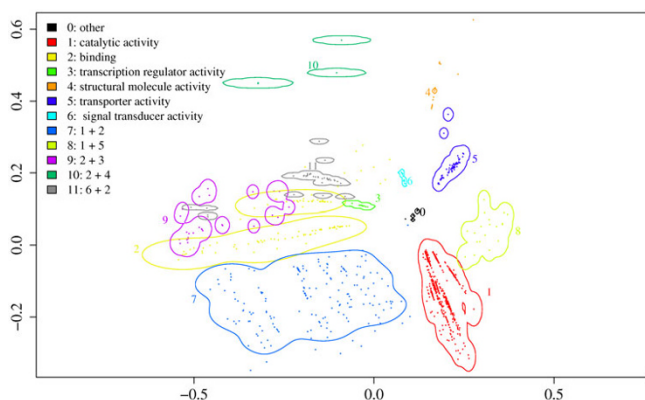 0.6
0.4
0.2
0.0
−0.2
0: other
1: catalytic activity
2: binding
3: transcription regulator activity
4: structural molecule activity
5: transporter activity
6: signal transducer activity
7: 1 + 2
8: 1 + 5
9: 2 + 3
10: 2 + 4
11: 6 + 2
10
4
11
5
6
3
9
0
8
2
7
1
−0.5
0.0
0.5